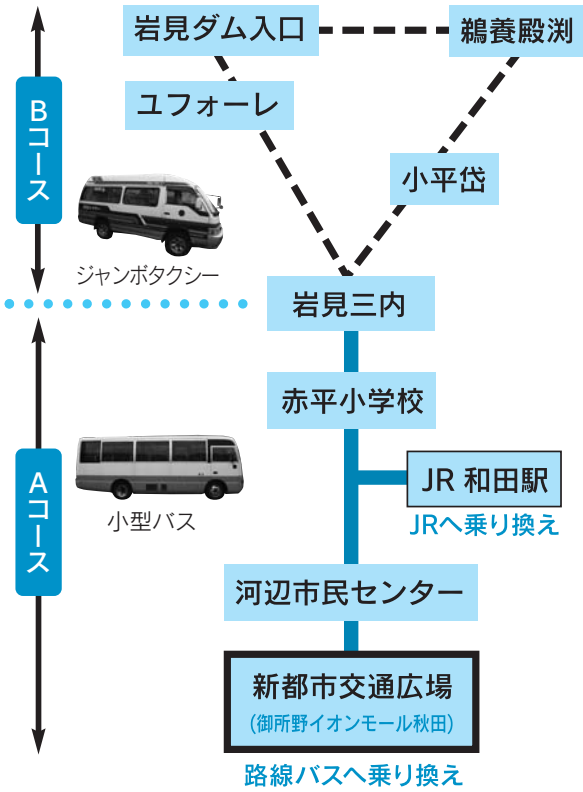 岩見ダム入口
鵜養殿渕
ユフォーレ
Bコース
小平岱
ジャンボタクシー
岩見三内
赤平小学校
Aコース
JR 和田駅
JRへ乗り換え
小型バス
河辺市民センター
新都市交通広場
(御所野イオンモール秋田)
路線バスへ乗り換え